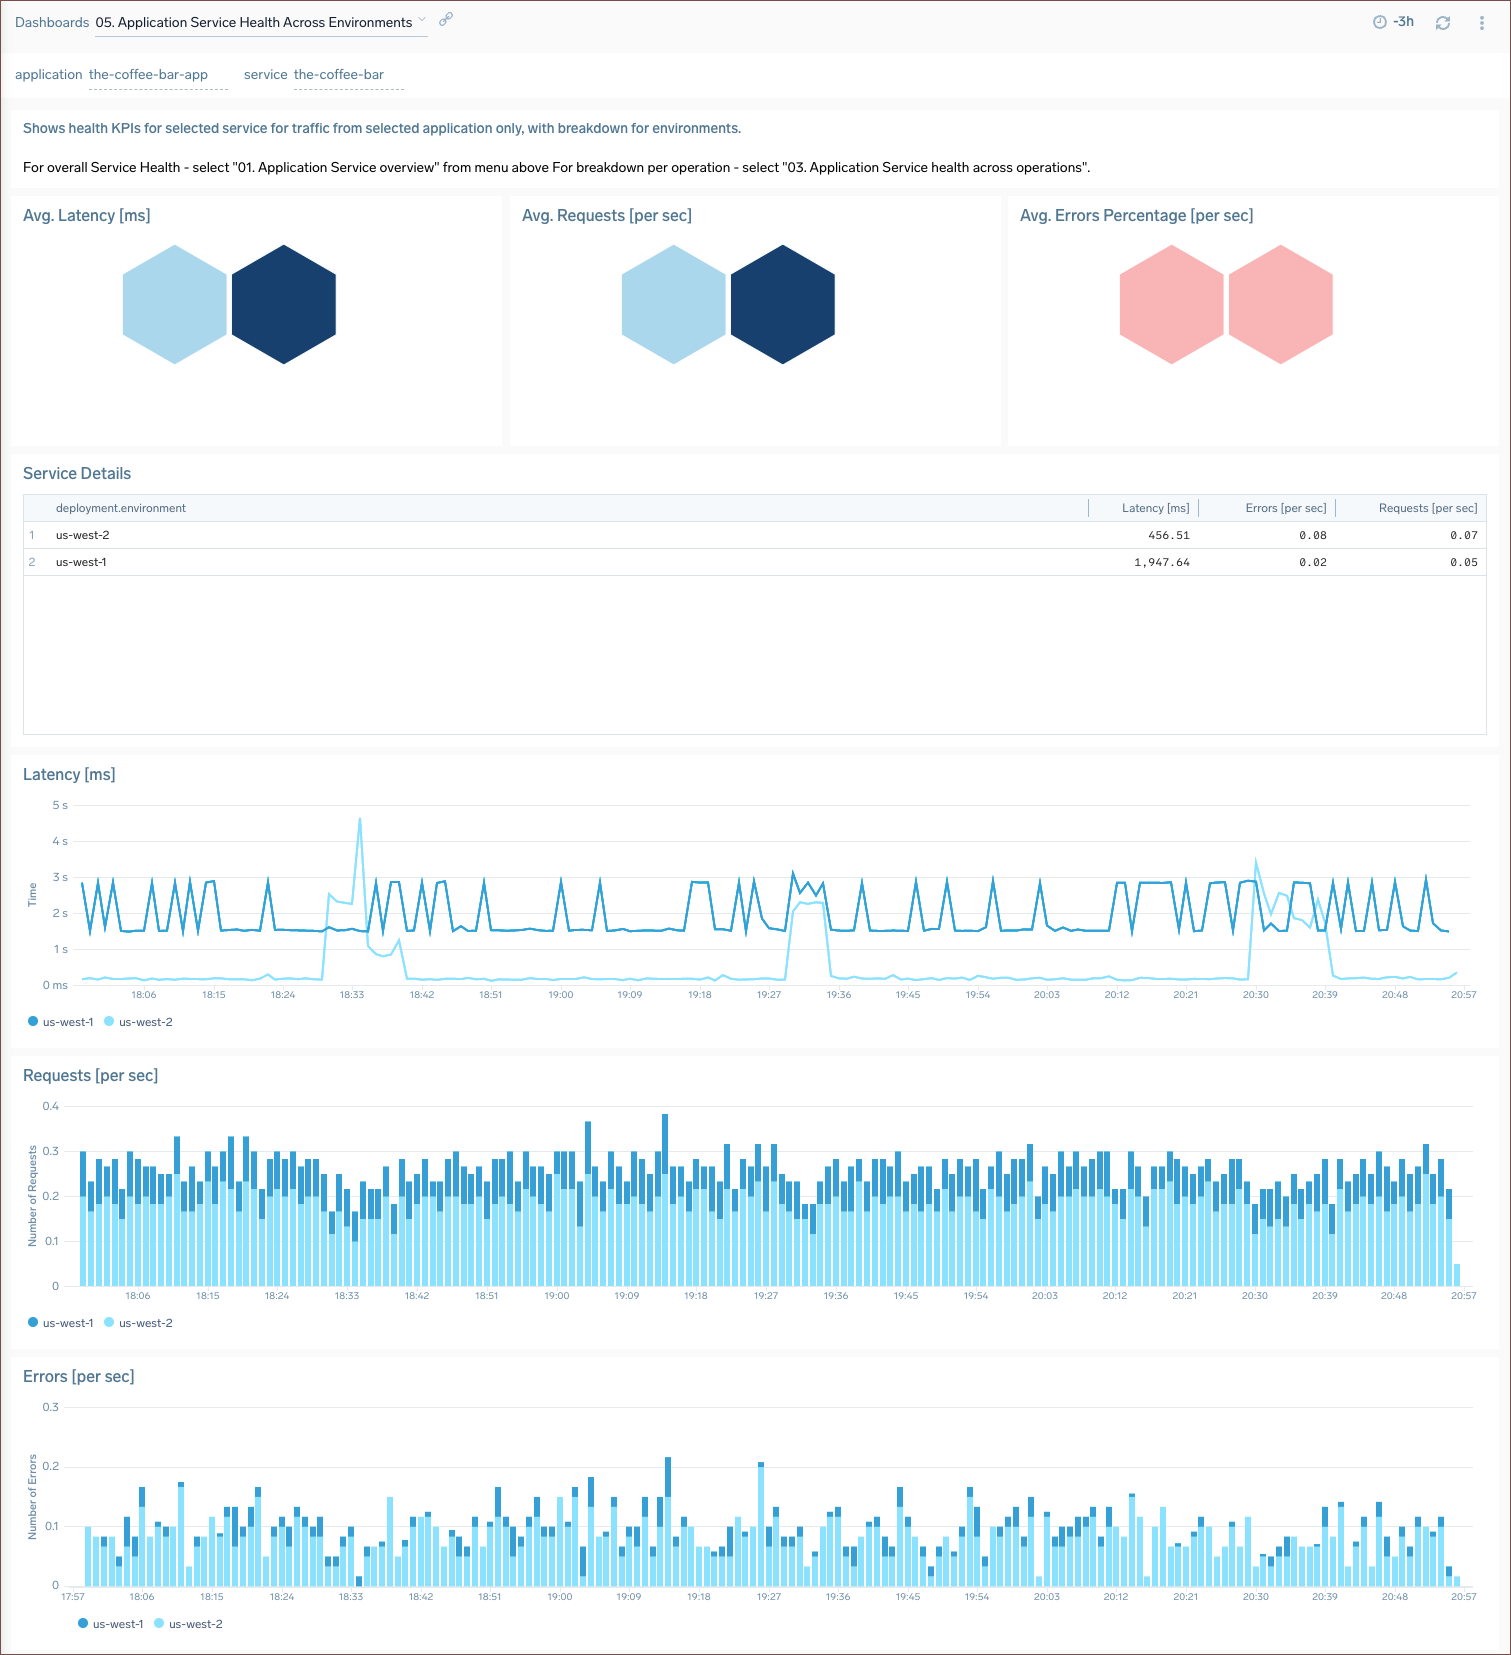 Dashboards 05. Application Service Health Across Environments -3h
application the-coffee-bar-app service the-coffee-bar
Shows health KPIs for selected service for traffic from selected application only, with breakdown for environments.
For overall Service Health - select "01. Application Service overview" from menu above For breakdown per operation - select "03. Application Service health across operations".
Avg. Latency [ms] Avg. Requests [per sec] Avg. Errors Percentage [per sec]
Service Details
deployment.environment Latency [ms] Errors [per sec] Requests [per sec]
1 us-west-2 456.51 0.08 0.07
2 us-west-1 1,947.64 0.02 0.05
Latency [ms]
Time
5 s
4 s
3 s
2 s
1 s
0 ms
18:06 18:15 18:24 18:33 18:42 18:51 19:00 19:09 19:18 19:27 19:36 19:45 19:54 20:03 20:12 20:21 20:30 20:39 20:48 20:57
us-west-1 us-west-2
Requests [per sec]
Number of Requests
0.4
0.3
0.2
0.1
0
18:06 18:15 18:24 18:33 18:42 18:51 19:00 19:09 19:18 19:27 19:36 19:45 19:54 20:03 20:12 20:21 20:30 20:39 20:48 20:57
us-west-1 us-west-2
Errors [per sec]
Number of Errors
0.3
0.2
0.1
0
17:57 18:06 18:15 18:24 18:33 18:42 18:51 19:00 19:09 19:18 19:27 19:36 19:45 19:54 20:03 20:12 20:21 20:30 20:39 20:48 20:57
us-west-1 us-west-2